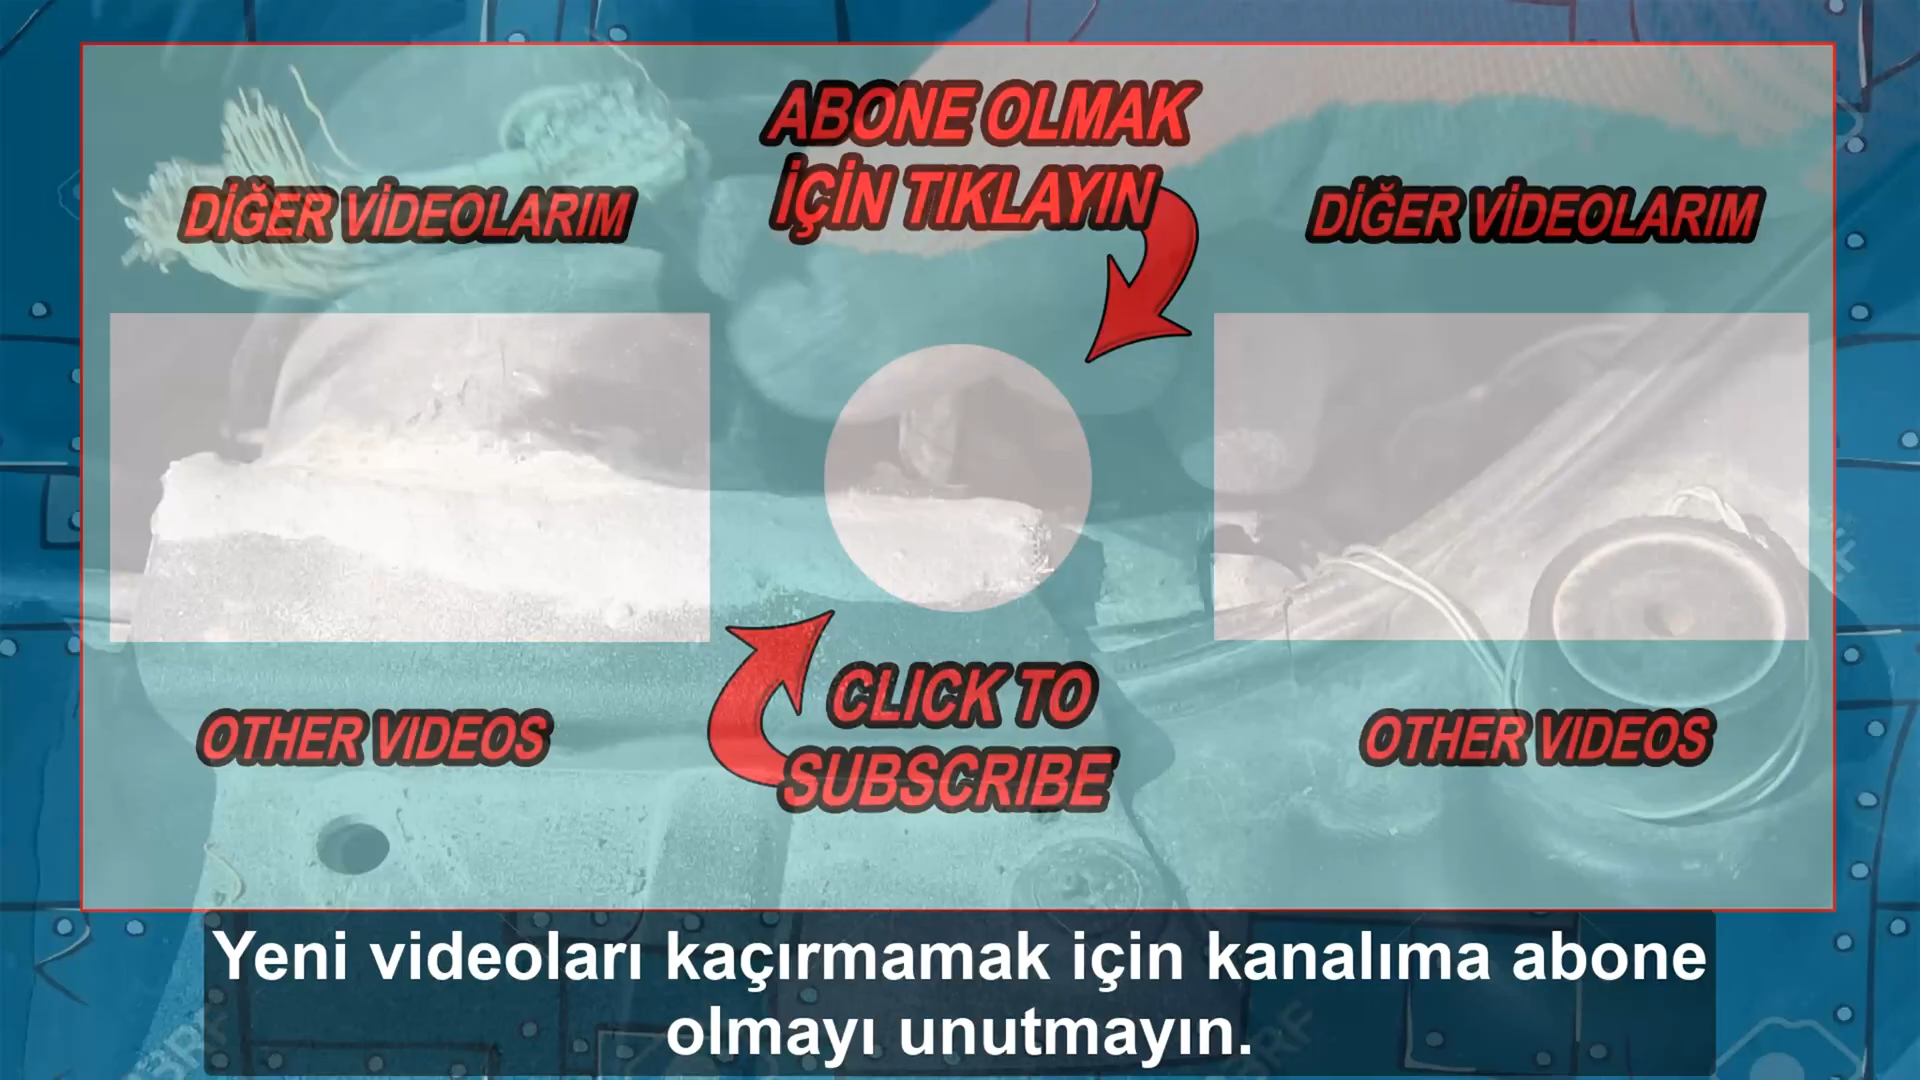 ABONE OLMAK
İÇİN TIKLAYIN
DİĞER VİDEOLARIM
DİĞER VİDEOLARIM
CLICK TO
SUBSCRIBE
OTHER VIDEOS
OTHER VIDEOS
Yeni videoları kaçırmamak için kanalıma abone
olmayı unutmayın.